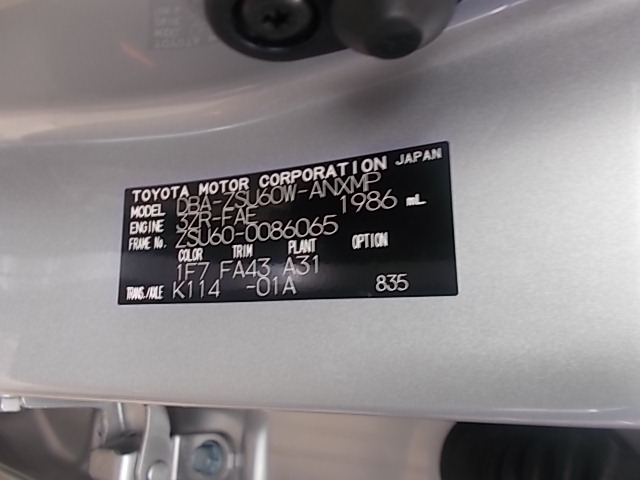 TOYOTA MOTOR CORPORATION JAPAN
MODEL DBA-ZSU60W-ANXMP
ENGINE 3ZR-FAE 1986 mL
FRAME No. ZSU60-0086065
COLOR TRIM PLANT OPTION
1F7 FA43 A31
TRANS./AXLE K114 -01A 835